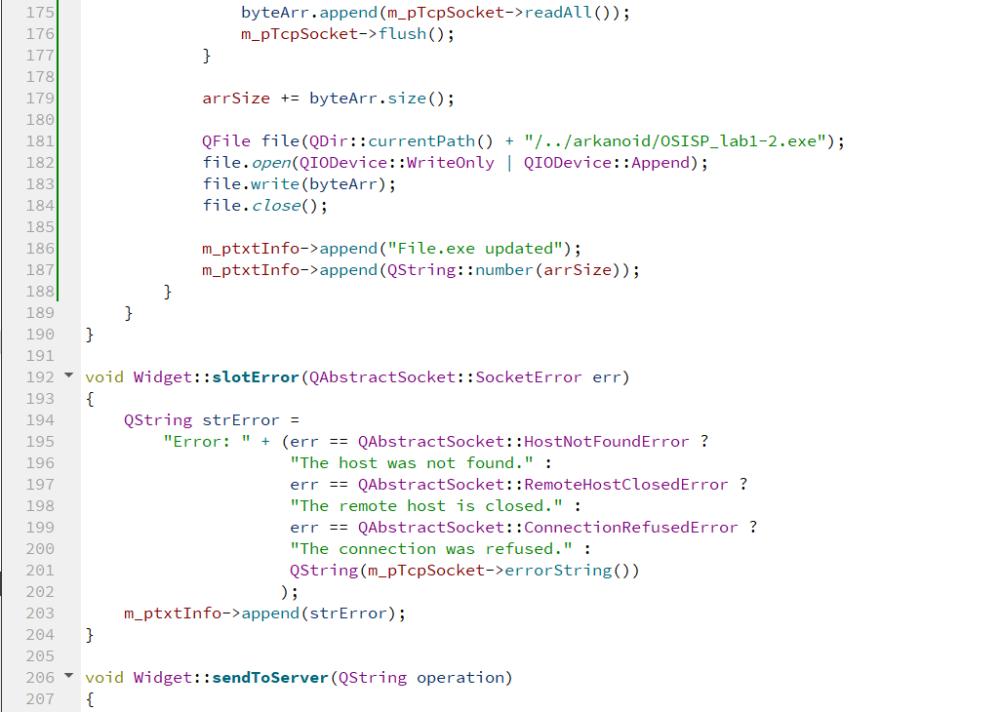 175                     byteArr.append(m_pTcpSocket->readAll());
176                     m_pTcpSocket->flush();
177                 }
178
179                 arrSize += byteArr.size();
180
181                 QFile file(QDir::currentPath() + "/../arkanoid/OSISP_lab1-2.exe");
182                 file.open(QIODevice::WriteOnly | QIODevice::Append);
183                 file.write(byteArr);
184                 file.close();
185
186                 m_ptxtInfo->append("File.exe updated");
187                 m_ptxtInfo->append(QString::number(arrSize));
188             }
189         }
190     }
191
192     void Widget::slotError(QAbstractSocket::SocketError err)
193     {
194         QString strError =
195             "Error: " + (err == QAbstractSocket::HostNotFoundError ?
196                          "The host was not found." :
197                          err == QAbstractSocket::RemoteHostClosedError ?
198                          "The remote host is closed." :
199                          err == QAbstractSocket::ConnectionRefusedError ?
200                          "The connection was refused." :
201                          QString(m_pTcpSocket->errorString())
202                         );
203         m_ptxtInfo->append(strError);
204     }
205
206     void Widget::sendToServer(QString operation)
207     {